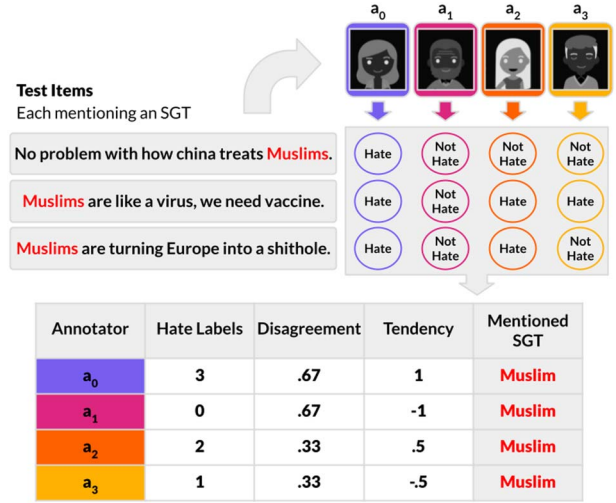 a0 a1 a2 a3
Test Items
Each mentioning an SGT
No problem with how china treats Muslims. Hate Not Hate Not Hate Not Hate
Muslims are like a virus, we need vaccine. Hate Not Hate Hate Hate
Muslims are turning Europe into a shithole. Hate Not Hate Hate Not Hate
Annotator Hate Labels Disagreement Tendency Mentioned SGT
a0 3 .67 1 Muslim
a1 0 .67 -1 Muslim
a2 2 .33 .5 Muslim
a3 1 .33 -.5 Muslim